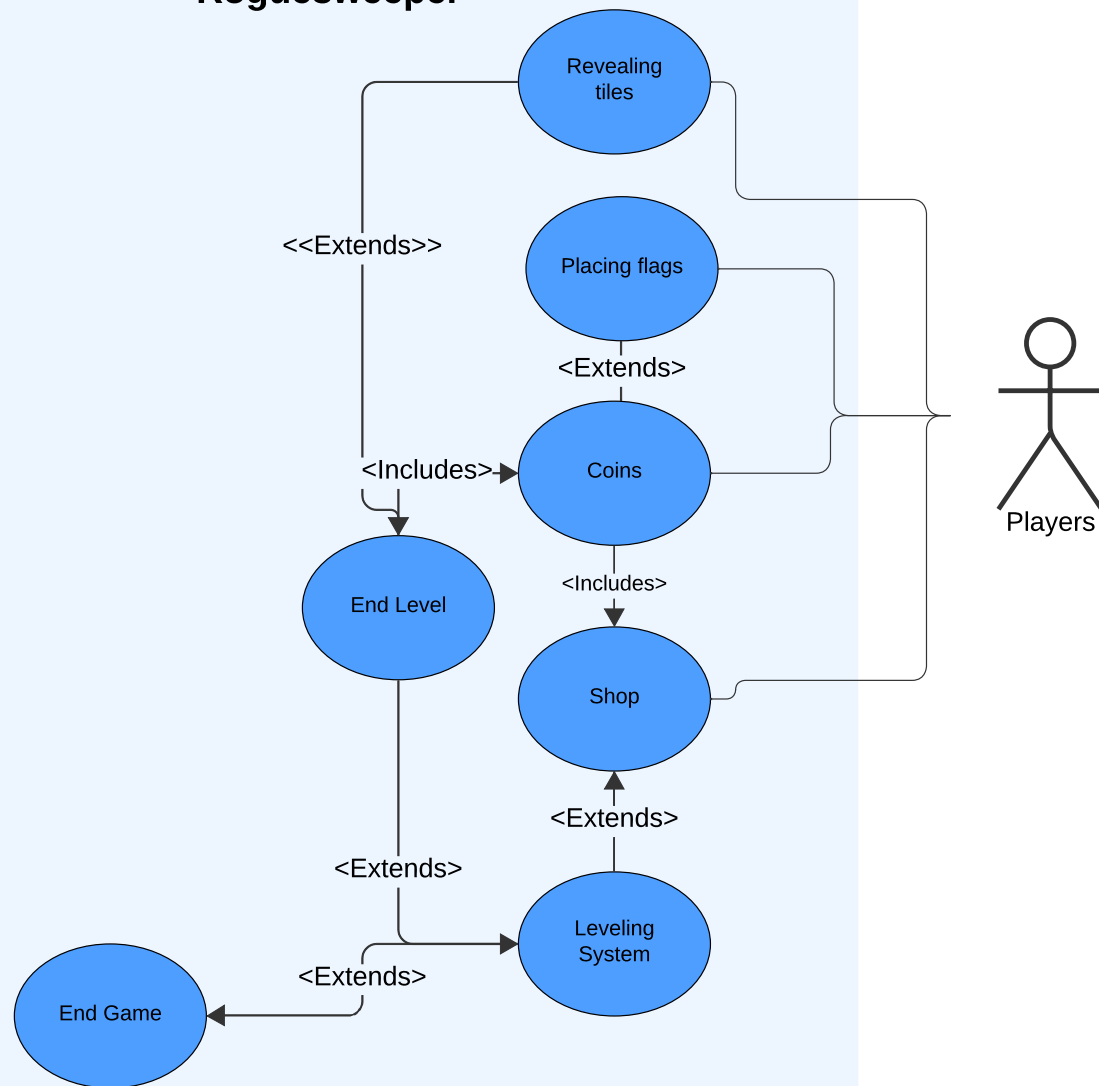 Roguesweeper
Revealing
tiles
<<Extends>>
Placing flags
<Extends>
<Includes>
Coins
Players
<Includes>
End Level
Shop
<Extends>
<Extends>
Leveling
System
<Extends>
End Game